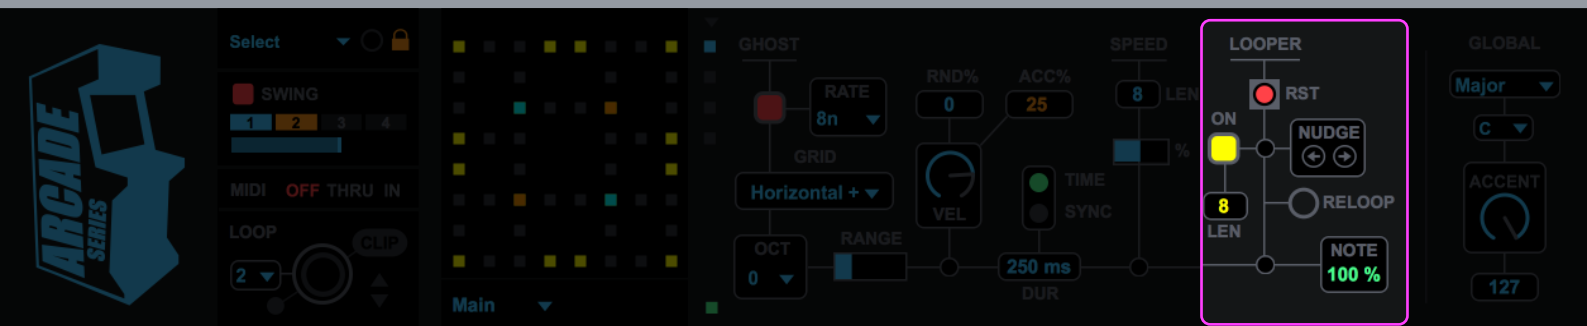 ARCADE
SERIES
Select
SWING
1 2 3 4
MIDI OFF THRU IN
LOOP
CLIP
2
Main
GHOST
RATE
8n
GRID
Horizontal +
OCT
0
RANGE
RND%
0
ACC%
25
VEL
TIME
SYNC
250 ms
DUR
SPEED
8 LEN
%
LOOPER
RST
ON
NUDGE
8
LEN
RELOOP
NOTE
100 %
GLOBAL
Major
C
ACCENT
127